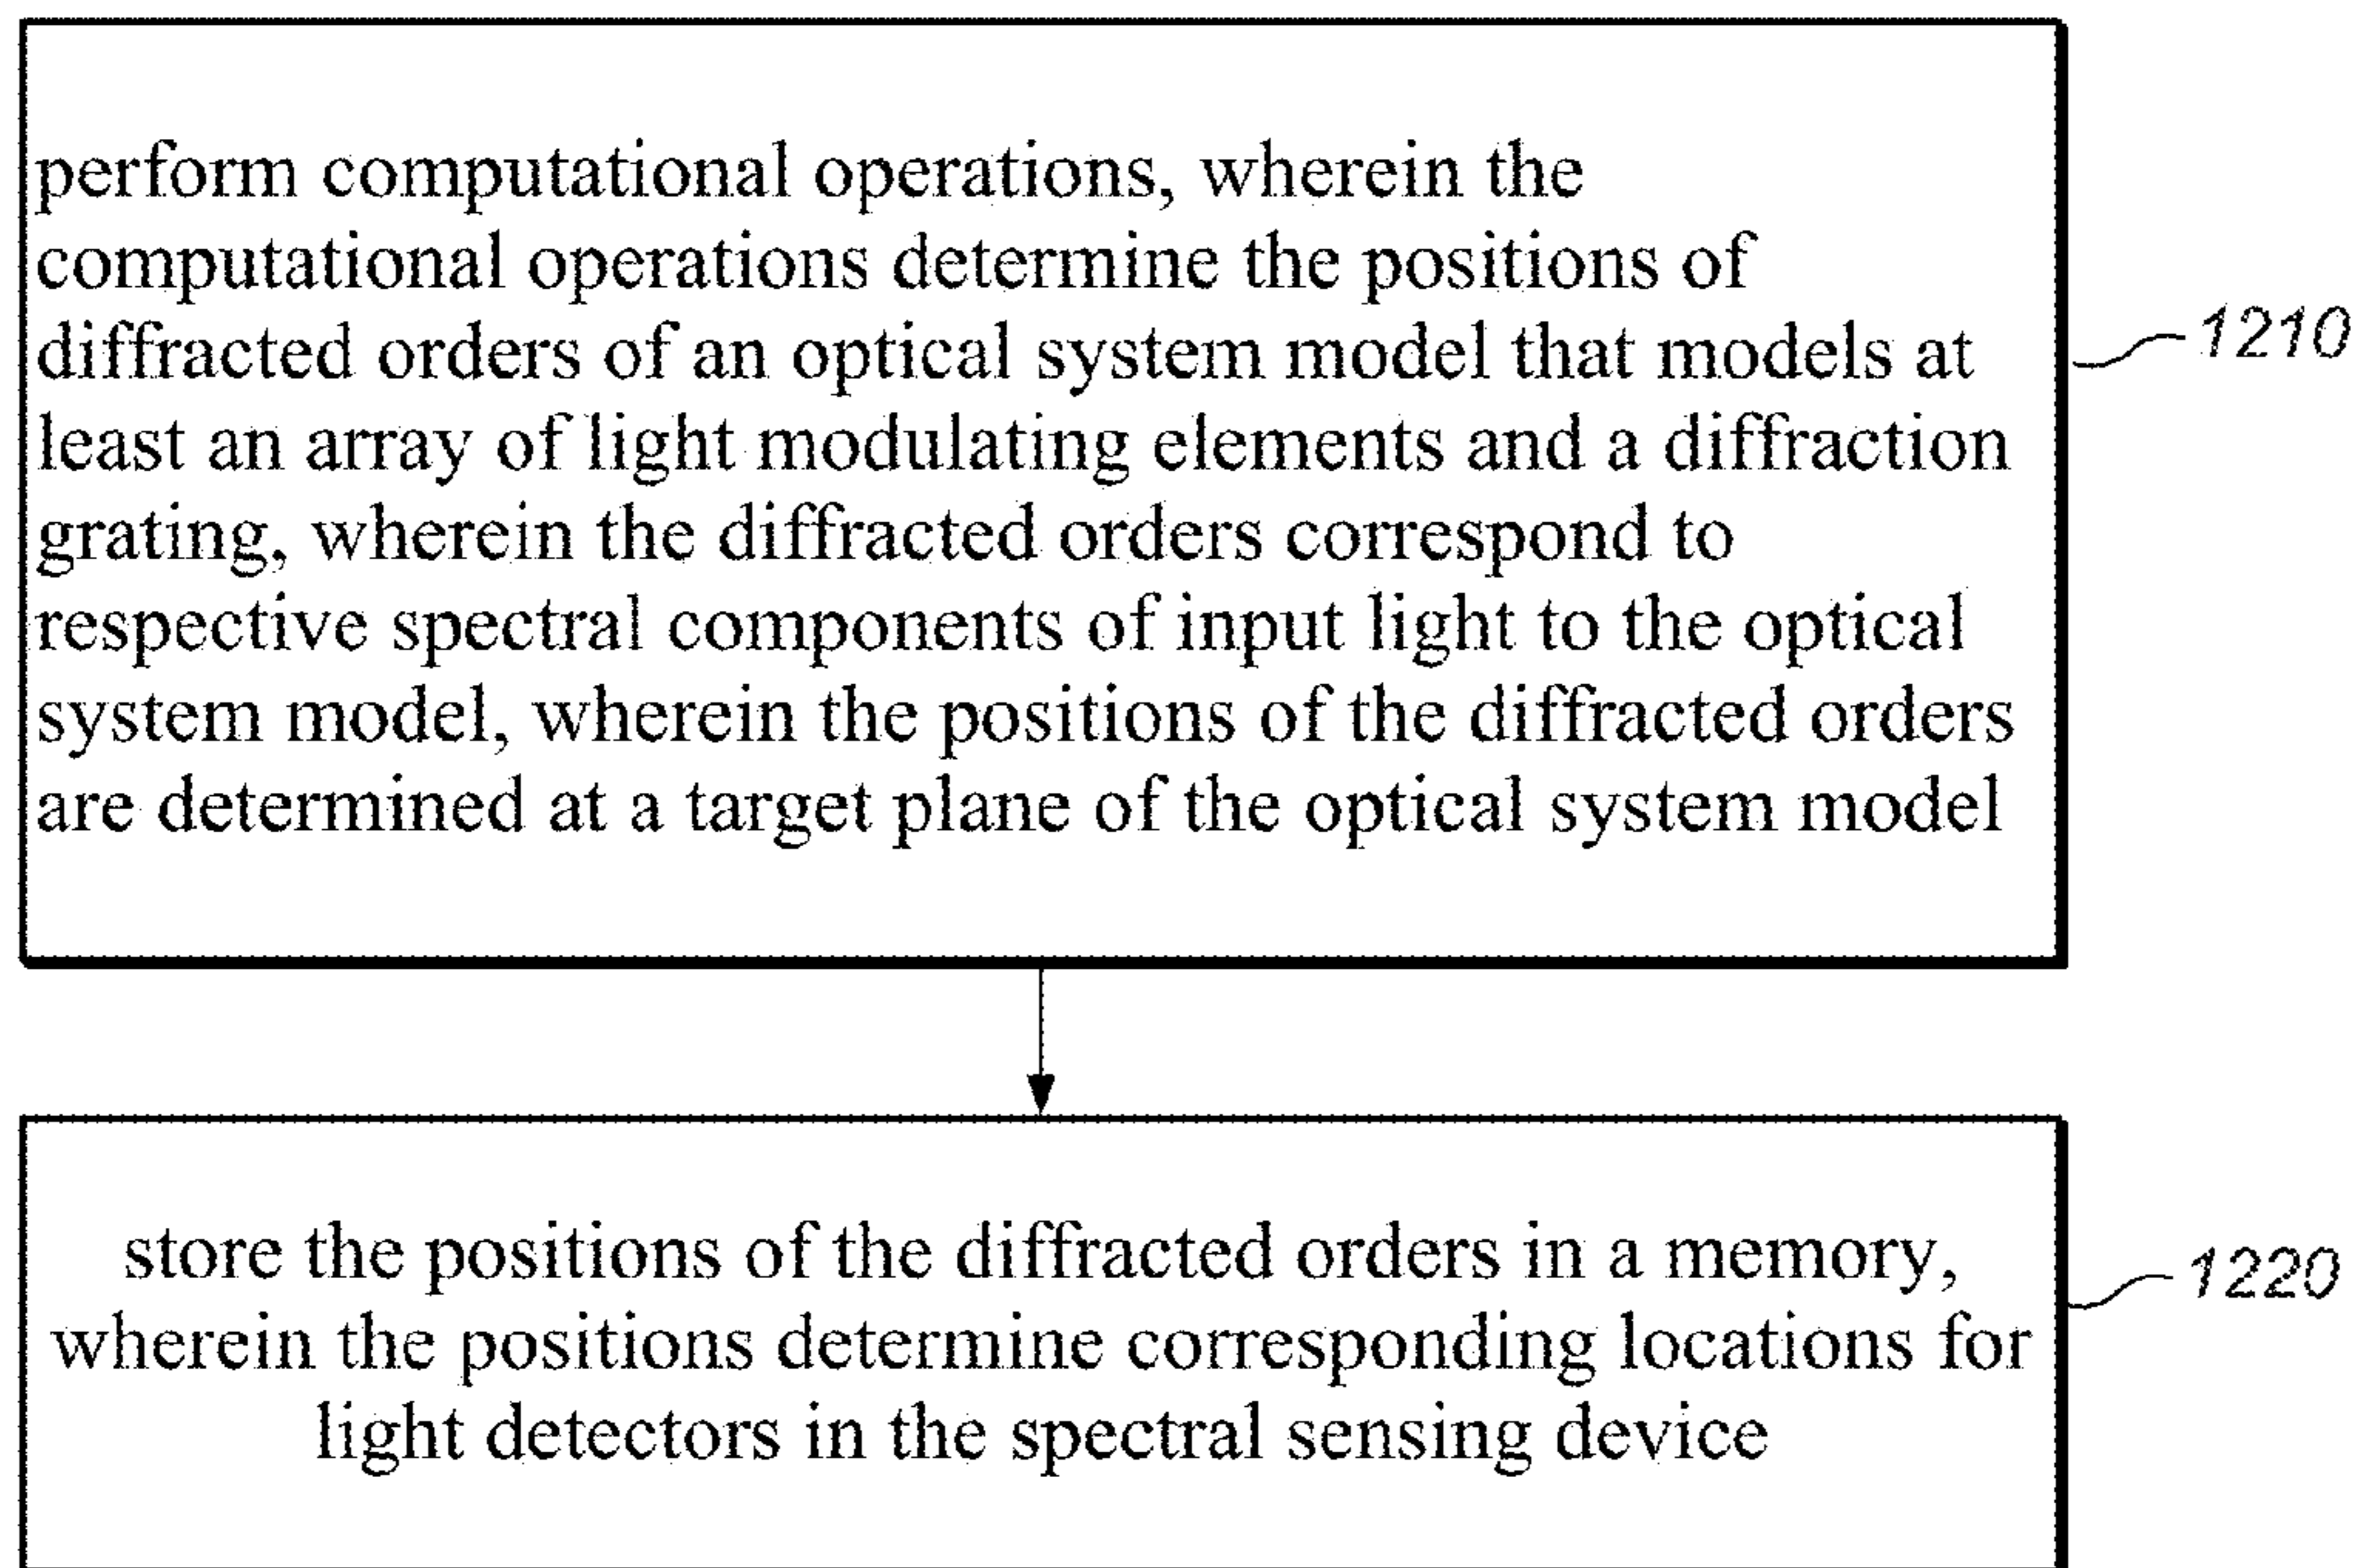 perform computational operations, wherein the
computational operations determine the positions of
diffracted orders of an optical system model that models at
least an array of light modulating elements and a diffraction
grating, wherein the diffracted orders correspond to
respective spectral components of input light to the optical
system model, wherein the positions of the diffracted orders
are determined at a target plane of the optical system model
1210
store the positions of the diffracted orders in a memory,
wherein the positions determine corresponding locations for
light detectors in the spectral sensing device
1220